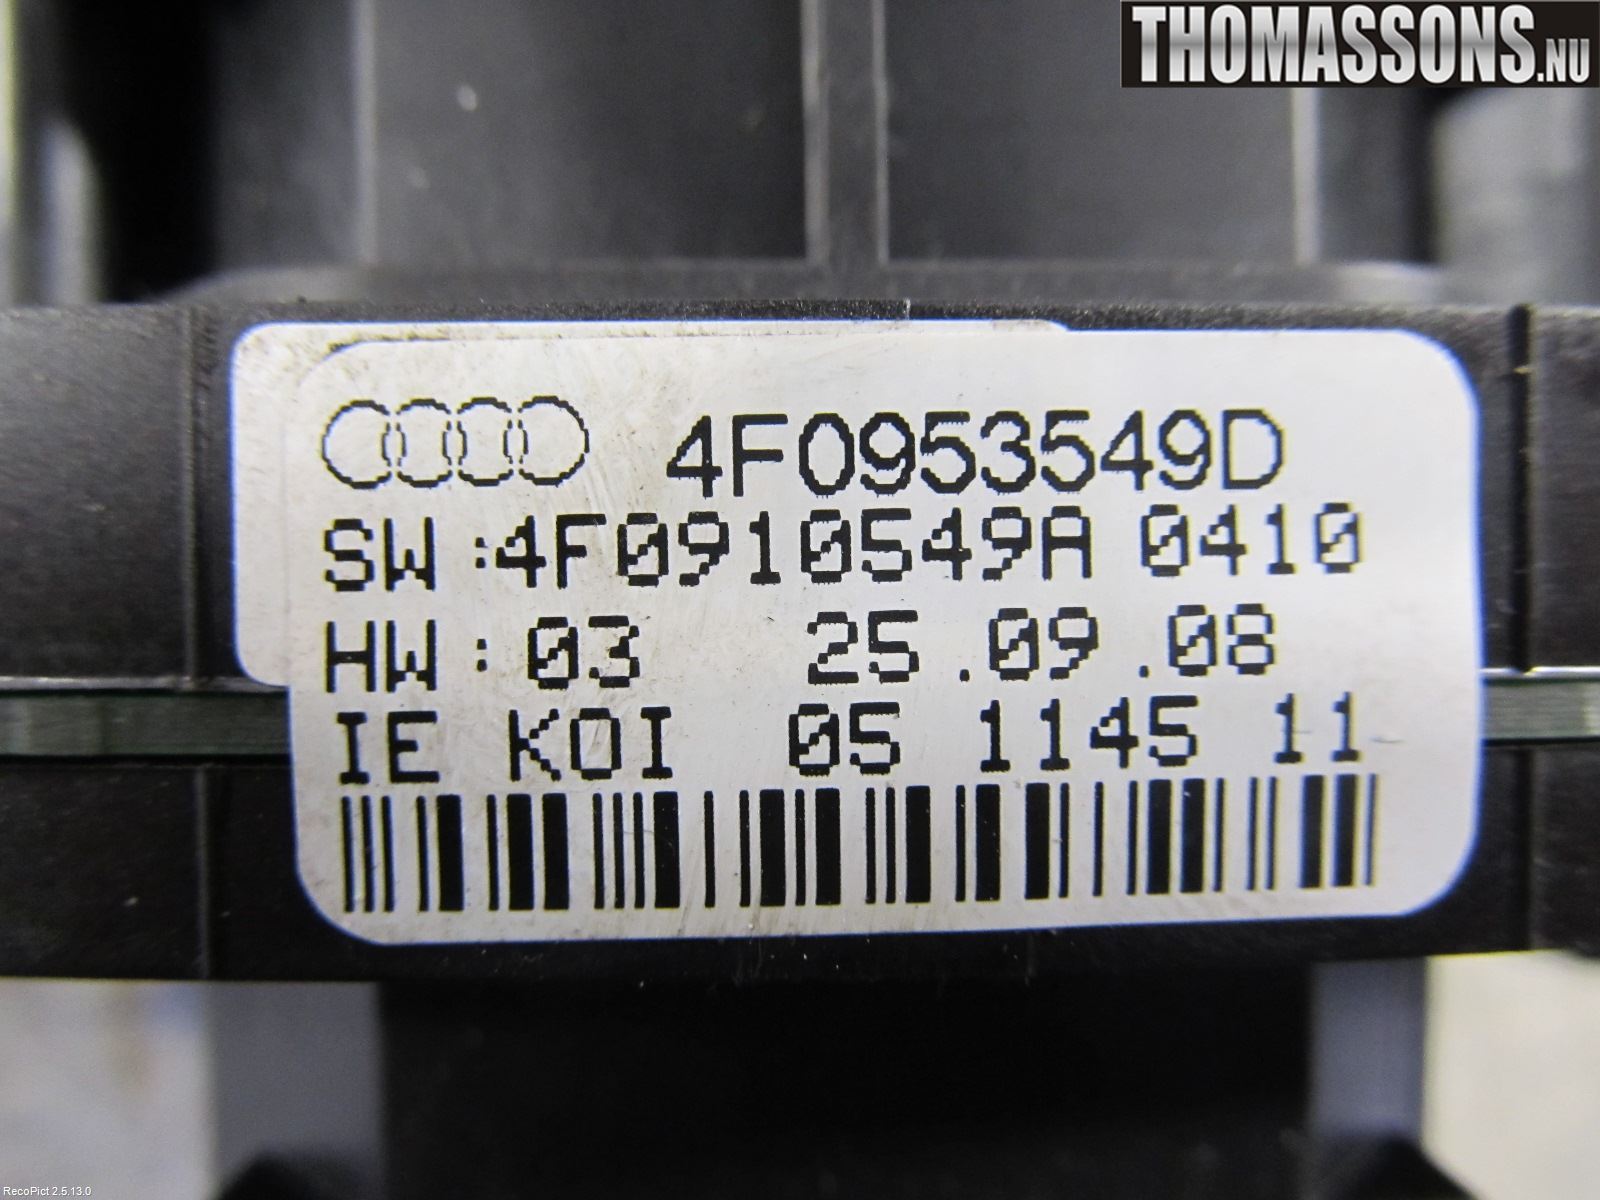 THOMASSONS.NU
4F0953549D
SW :4F0910549A 0410
HW : 03 25 .09 .08
IE KOI 05 1145 11
RecoPict 2.5.13.0